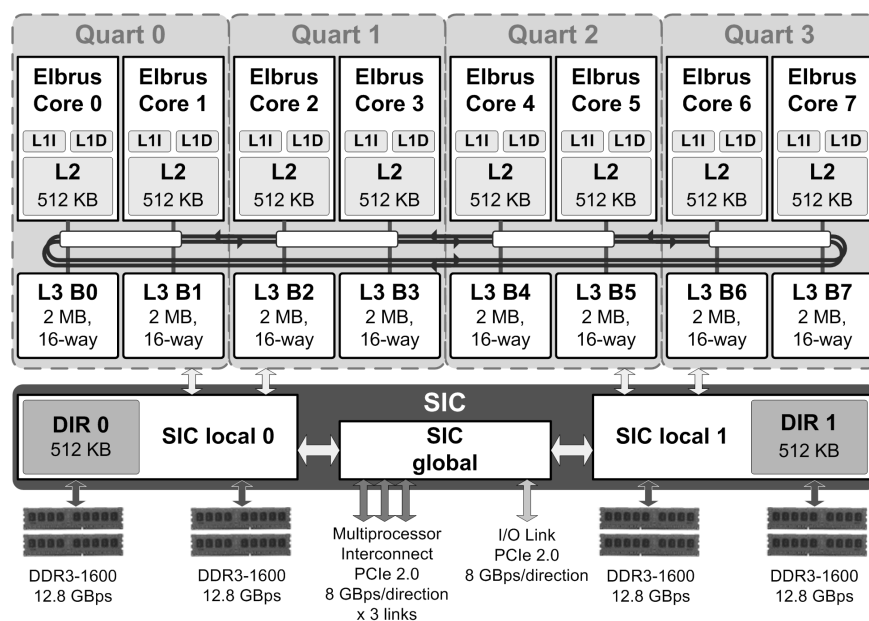 Quart 0 Quart 1 Quart 2 Quart 3
Elbrus Elbrus Elbrus Elbrus Elbrus Elbrus Elbrus Elbrus
Core 0 Core 1 Core 2 Core 3 Core 4 Core 5 Core 6 Core 7
L1I L1D L1I L1D L1I L1D L1I L1D L1I L1D L1I L1D L1I L1D L1I L1D
L2 L2 L2 L2 L2 L2 L2 L2
512 KB 512 KB 512 KB 512 KB 512 KB 512 KB 512 KB 512 KB
L3 B0 L3 B1 L3 B2 L3 B3 L3 B4 L3 B5 L3 B6 L3 B7
2 MB, 2 MB, 2 MB, 2 MB, 2 MB, 2 MB, 2 MB, 2 MB,
16-way 16-way 16-way 16-way 16-way 16-way 16-way 16-way
SIC
DIR 0
512 KB
SIC local 0
SIC
global
SIC local 1
DIR 1
512 KB
DDR3-1600
12.8 GBps
DDR3-1600
12.8 GBps
Multiprocessor
Interconnect
PCIe 2.0
8 GBps/direction
x 3 links
I/O Link
PCIe 2.0
8 GBps/direction
DDR3-1600
12.8 GBps
DDR3-1600
12.8 GBps